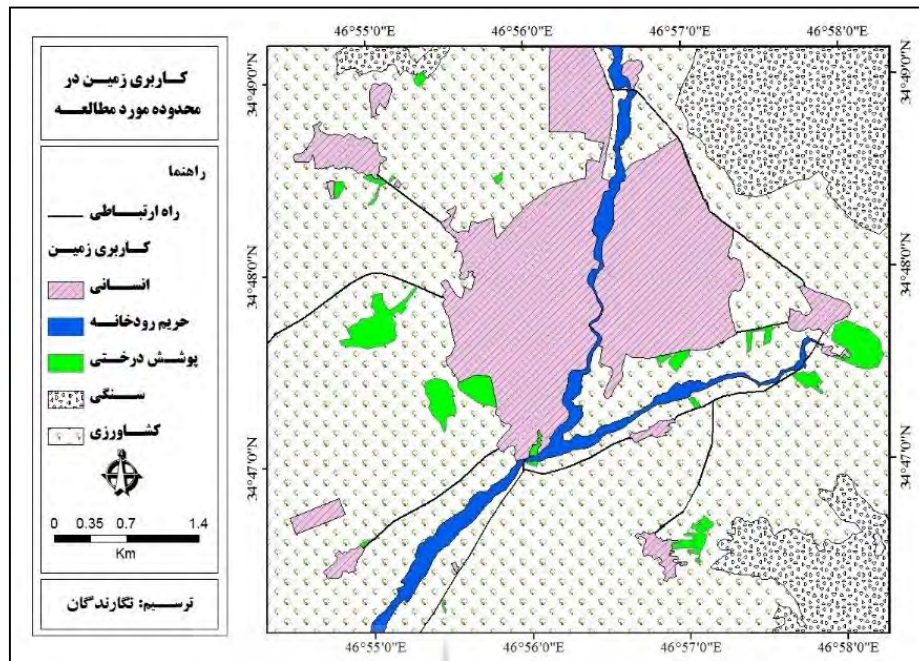 کاربری زمین در
محدوده مورد مطالعه
راهنما
راه ارتباطی
کاربری زمین
انسانی
حریم رودخانه
پوشش درختی
سنگی
کشاورزی
0 0.35 0.7 1.4
Km
ترسیم: نگارندگان
46°55'0"E 46°56'0"E 46°57'0"E 46°58'0"E
34°49'0"N 34°49'0"N
34°48'0"N 34°48'0"N
34°47'0"N 34°47'0"N
46°55'0"E 46°56'0"E 46°57'0"E 46°58'0"E